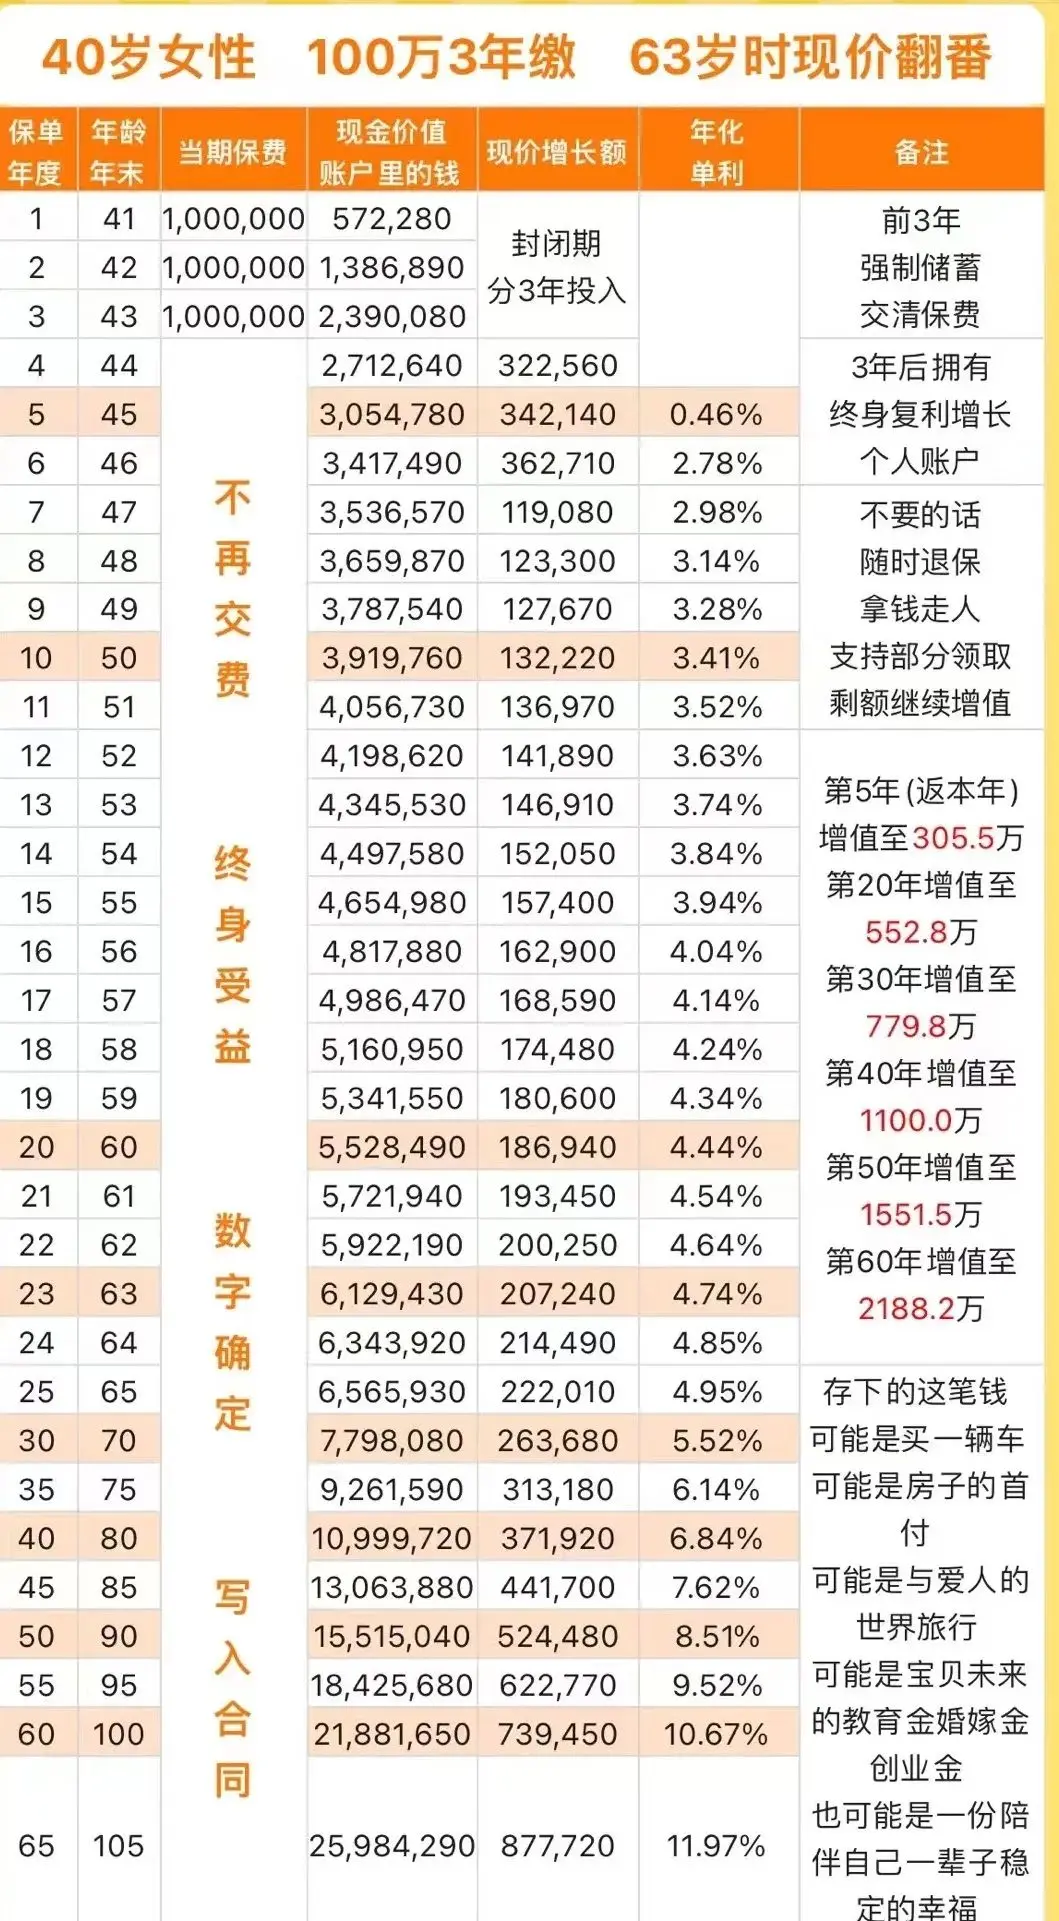 40岁女性 100万3年缴 63岁时现价翻番
保单年度 年龄年末 当期保费 现金价值账户里的钱 现价增长额 年化单利 备注
1 41 1,000,000 572,280
2 42 1,000,000 1,386,890
3 43 1,000,000 2,390,080
封闭期
分3年投入
前3年
强制储蓄
交清保费
4 44 2,712,640 322,560
5 45 3,054,780 342,140 0.46%
6 46 3,417,490 362,710 2.78%
3年后拥有
终身复利增长
个人账户
7 47 3,536,570 119,080 2.98%
8 48 3,659,870 123,300 3.14%
9 49 3,787,540 127,670 3.28%
10 50 3,919,760 132,220 3.41%
11 51 4,056,730 136,970 3.52%
不要的话
随时退保
拿钱走人
支持部分领取
剩额继续增值
12 52 4,198,620 141,890 3.63%
13 53 4,345,530 146,910 3.74%
14 54 4,497,580 152,050 3.84%
15 55 4,654,980 157,400 3.94%
16 56 4,817,880 162,900 4.04%
17 57 4,986,470 168,590 4.14%
18 58 5,160,950 174,480 4.24%
19 59 5,341,550 180,600 4.34%
20 60 5,528,490 186,940 4.44%
21 61 5,721,940 193,450 4.54%
22 62 5,922,190 200,250 4.64%
23 63 6,129,430 207,240 4.74%
24 64 6,343,920 214,490 4.85%
第5年(返本年)
增值至305.5万
第20年增值至
552.8万
第30年增值至
779.8万
第40年增值至
1100.0万
第50年增值至
1551.5万
第60年增值至
2188.2万
25 65 6,565,930 222,010 4.95%
30 70 7,798,080 263,680 5.52%
35 75 9,261,590 313,180 6.14%
40 80 10,999,720 371,920 6.84%
45 85 13,063,880 441,700 7.62%
50 90 15,515,040 524,480 8.51%
55 95 18,425,680 622,770 9.52%
60 100 21,881,650 739,450 10.67%
65 105 25,984,290 877,720 11.97%
存下的这笔钱
可能是买一辆车
可能是房子的首
付
可能是与爱人的
世界旅行
可能是宝贝未来
的教育金婚嫁金
创业金
也可能是一份陪
伴自己一辈子稳
定的幸福
不再交费
终身受益
数字确定
写入合同